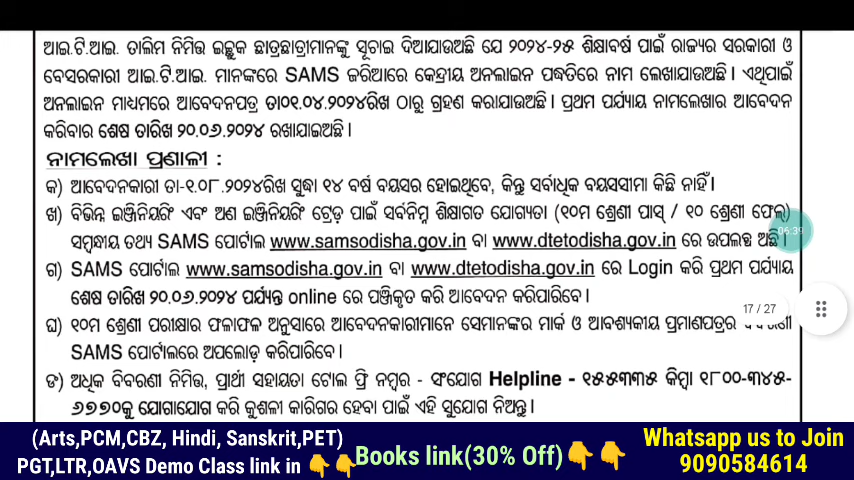 ଆଇ.ଟି.ଆଇ. ତାଲିମ ନିମିତ୍ତ ଇଚ୍ଛୁକ ଛାତ୍ରଛାତ୍ରୀମାନଙ୍କୁ ସୂଚାଇ ଦିଆଯାଉଅଛି ଯେ ୨୦୨୪-୨୫ ଶିକ୍ଷାବର୍ଷ ପାଇଁ ରାଜ୍ୟର ସରକାରୀ ଓ
ବେସରକାରୀ ଆଇ.ଟି.ଆଇ. ମାନଙ୍କରେ SAMS ଜରିଆରେ କେନ୍ଦ୍ରୀୟ ଅନଲାଇନ ପଦ୍ଧତିରେ ନାମ ଲେଖାଯାଉଅଛି । ଏଥିପାଇଁ
ଅନଲାଇନ ମାଧ୍ୟମରେ ଆବେଦନପତ୍ର ତା୦୧.୦୪.୨୦୨୪ରିଖ ଠାରୁ ଗ୍ରହଣ କରାଯାଉଅଛି । ପ୍ରଥମ ପର୍ଯ୍ୟାୟ ନାମଲେଖାର ଆବେଦନ
କରିବାର ଶେଷ ତାରିଖ ୨୦.୦୬.୨୦୨୪ ରଖାଯାଇଅଛି ।
ନାମଲେଖା ପ୍ରଣାଳୀ :
କ) ଆବେଦନକାରୀ ତା-୧.୦୮.୨୦୨୪ରିଖ ସୁଦ୍ଧା ୧୪ ବର୍ଷ ବୟସର ହୋଇଥିବେ, କିନ୍ତୁ ସର୍ବାଧିକ ବୟସସୀମା କିଛି ନାହିଁ ।
ଖ) ବିଭିନ୍ନ ଇଞ୍ଜିନିୟରିଂ ଏବଂ ଅଣ ଇଞ୍ଜିନିୟରିଂ ଟ୍ରେଡ୍ ପାଇଁ ସର୍ବନିମ୍ନ ଶିକ୍ଷାଗତ ଯୋଗ୍ୟତା (୧୦ମ ଶ୍ରେଣୀ ପାସ୍ / ୧୦ ଶ୍ରେଣୀ ଫେଲ୍)
ସମ୍ବନ୍ଧୀୟ ତଥ୍ୟ SAMS ପୋର୍ଟାଲ www.samsodisha.gov.in ବା www.dtetodisha.gov.in ରେ ଉପଲବ୍ଧ ଅଛି ।
06:39
ଗ) SAMS ପୋର୍ଟାଲ www.samsodisha.gov.in ବା www.dtetodisha.gov.in ରେ Login କରି ପ୍ରଥମ ପର୍ଯ୍ୟାୟ
ଶେଷ ତାରିଖ ୨୦.୦୬.୨୦୨୪ ପର୍ଯ୍ୟନ୍ତ online ରେ ପଞ୍ଜିକୃତ କରି ଆବେଦନ କରିପାରିବେ ।
17 / 27
ଘ) ୧୦ମ ଶ୍ରେଣୀ ପରୀକ୍ଷାର ଫଳାଫଳ ଅନୁସାରେ ଆବେଦନକାରୀମାନେ ସେମାନଙ୍କର ମାର୍କ ଓ ଆବଶ୍ୟକୀୟ ପ୍ରମାଣପତ୍ରର
SAMS ପୋର୍ଟାଲରେ ଅପଲୋଡ୍ କରିପାରିବେ ।
ଙ) ଅଧିକ ବିବରଣୀ ନିମିତ୍ତ, ପ୍ରାର୍ଥୀ ସହାୟତା ଟୋଲ ଫ୍ରି ନମ୍ବର - ସଂଯୋଗ Helpline - ୧୫୫୩୩୫ କିମ୍ବା ୧୮୦୦-୩୪୫-
୬୭୭୦କୁ ଯୋଗାଯୋଗ କରି କୁଶଳୀ କାରିଗର ହେବା ପାଇଁ ଏହି ସୁଯୋଗ ନିଅନ୍ତୁ ।
(Arts,PCM,CBZ, Hindi, Sanskrit,PET)
PGT,LTR,OAVS Demo Class link in
Books link(30% Off)
Whatsapp us to Join
9090584614